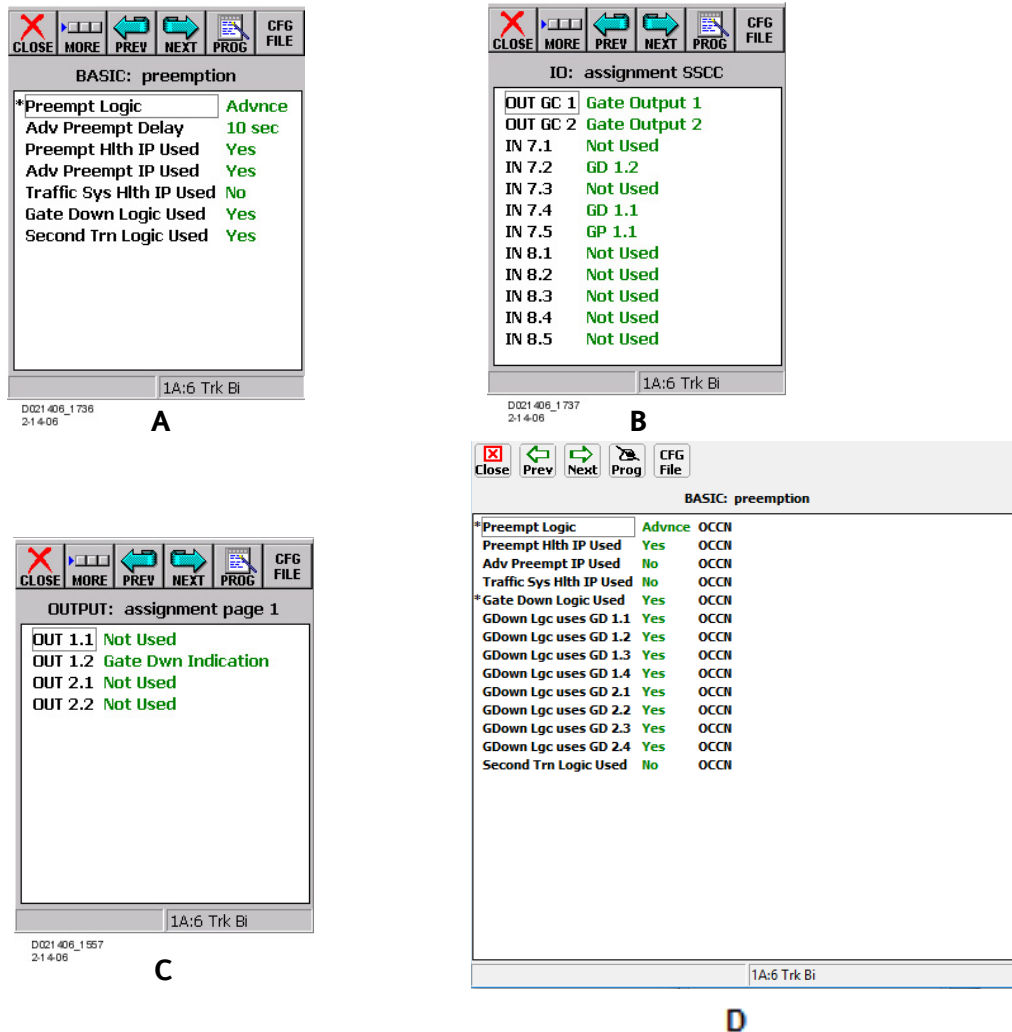 CLOSE MORE PREV NEXT PROG CFG FILE
BASIC: preemption
*Preempt Logic Advnce
Adv Preempt Delay 10 sec
Preempt Hlth IP Used Yes
Adv Preempt IP Used Yes
Traffic Sys Hlth IP Used No
Gate Down Logic Used Yes
Second Trn Logic Used Yes
1A:6 Trk Bi
D021406_1736
2-14-06
A
CLOSE MORE PREV NEXT PROG CFG FILE
IO: assignment SSCC
OUT GC 1 Gate Output 1
OUT GC 2 Gate Output 2
IN 7.1 Not Used
IN 7.2 GD 1.2
IN 7.3 Not Used
IN 7.4 GD 1.1
IN 7.5 GP 1.1
IN 8.1 Not Used
IN 8.2 Not Used
IN 8.3 Not Used
IN 8.4 Not Used
IN 8.5 Not Used
1A:6 Trk Bi
D021406_1737
2-14-06
B
CLOSE MORE PREV NEXT PROG CFG FILE
OUTPUT: assignment page 1
OUT 1.1 Not Used
OUT 1.2 Gate Dwn Indication
OUT 2.1 Not Used
OUT 2.2 Not Used
1A:6 Trk Bi
D021406_1557
2-14-06
C
Close Prev Next Prog CFG File
BASIC: preemption
*Preempt Logic Advnce OCCN
Preempt Hlth IP Used Yes OCCN
Adv Preempt IP Used No OCCN
Traffic Sys Hlth IP Used No OCCN
*Gate Down Logic Used Yes OCCN
GDown Lgc uses GD 1.1 Yes OCCN
GDown Lgc uses GD 1.2 Yes OCCN
GDown Lgc uses GD 1.3 Yes OCCN
GDown Lgc uses GD 1.4 Yes OCCN
GDown Lgc uses GD 2.1 Yes OCCN
GDown Lgc uses GD 2.2 Yes OCCN
GDown Lgc uses GD 2.3 Yes OCCN
GDown Lgc uses GD 2.4 Yes OCCN
Second Trn Logic Used No OCCN
1A:6 Trk Bi
D